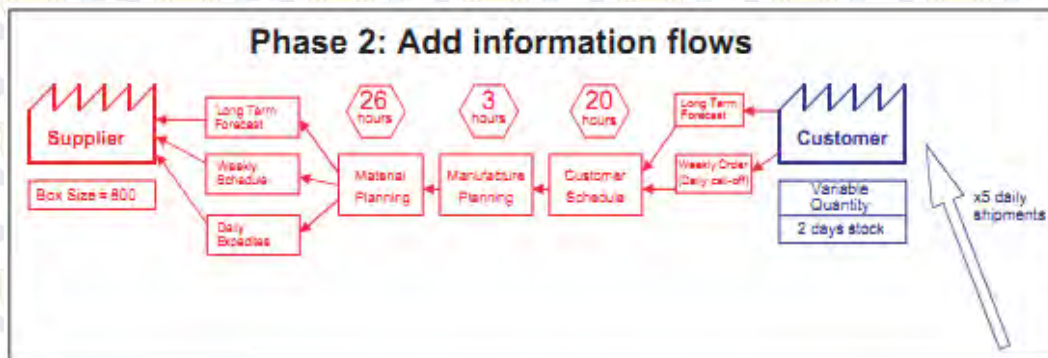 Phase 2: Add information flows
Supplier
Box Size = 800
Long Term
Forecast
Weekly
Schedule
Daily
Expedites
26
hours
Material
Planning
3
hours
Manufacture
Planning
20
hours
Customer
Schedule
Long Term
Forecast
Weekly Order
(Daily call-off)
Customer
Variable
Quantity
2 days stock
x5 daily
shipments